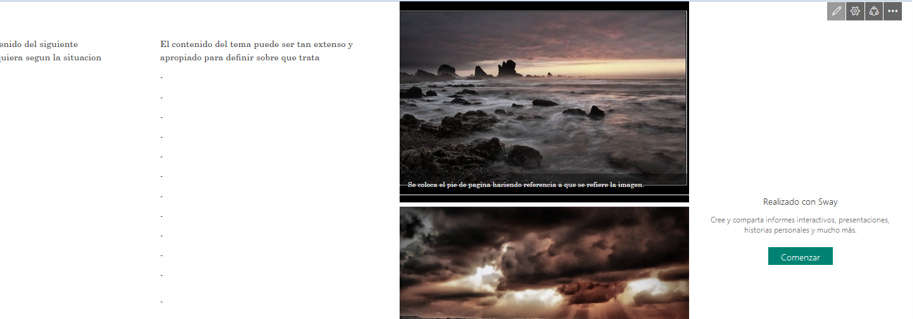 enido del siguiente
quiera segun la situacion
El contenido del tema puede ser tan extenso y
apropiado para definir sobre que trata
-
-
-
-
-
-
-
-
-
-
-
-
Se coloca el pie de pagina haciendo referencia a que se refiere la imagen.
Realizado con Sway
Cree y comparta informes interactivos, presentaciones,
historias personales y mucho más.
Comenzar